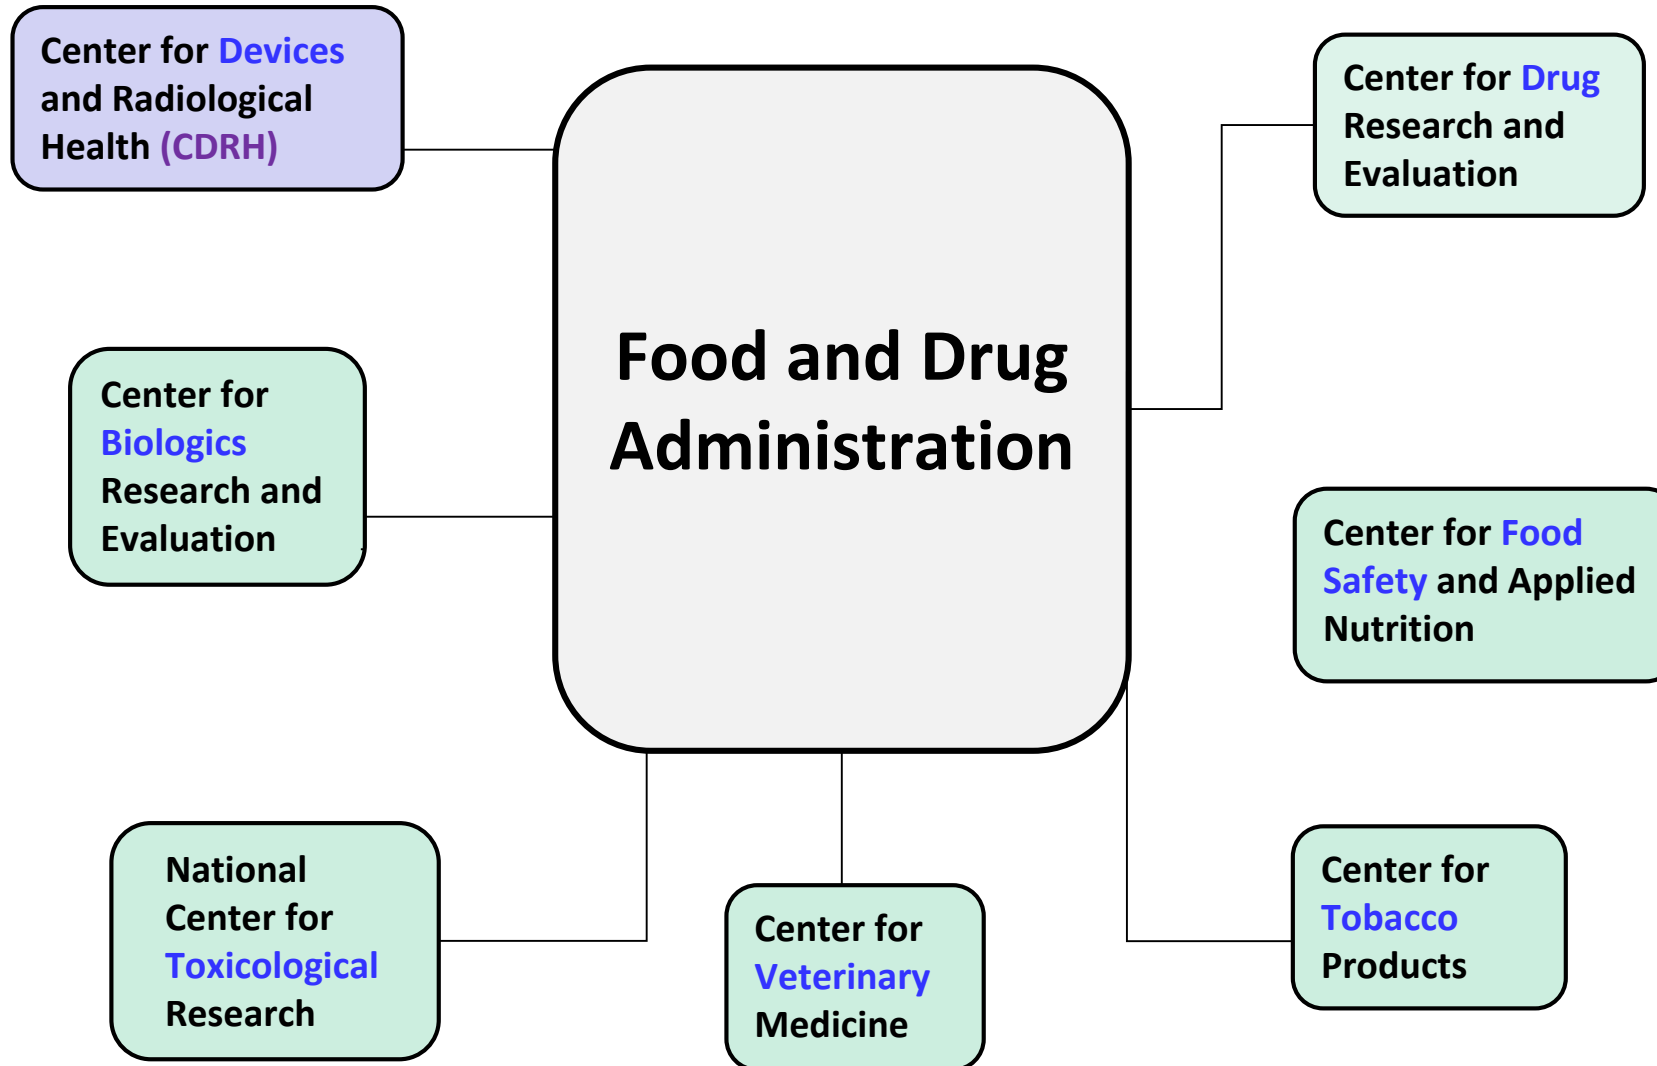 Center for Devices
and Radiological
Health (CDRH)
Center for Drug
Research and
Evaluation
Food and Drug
Administration
Center for
Biologics
Research and
Evaluation
Center for Food
Safety and Applied
Nutrition
National
Center for
Toxicological
Research
Center for
Veterinary
Medicine
Center for
Tobacco
Products